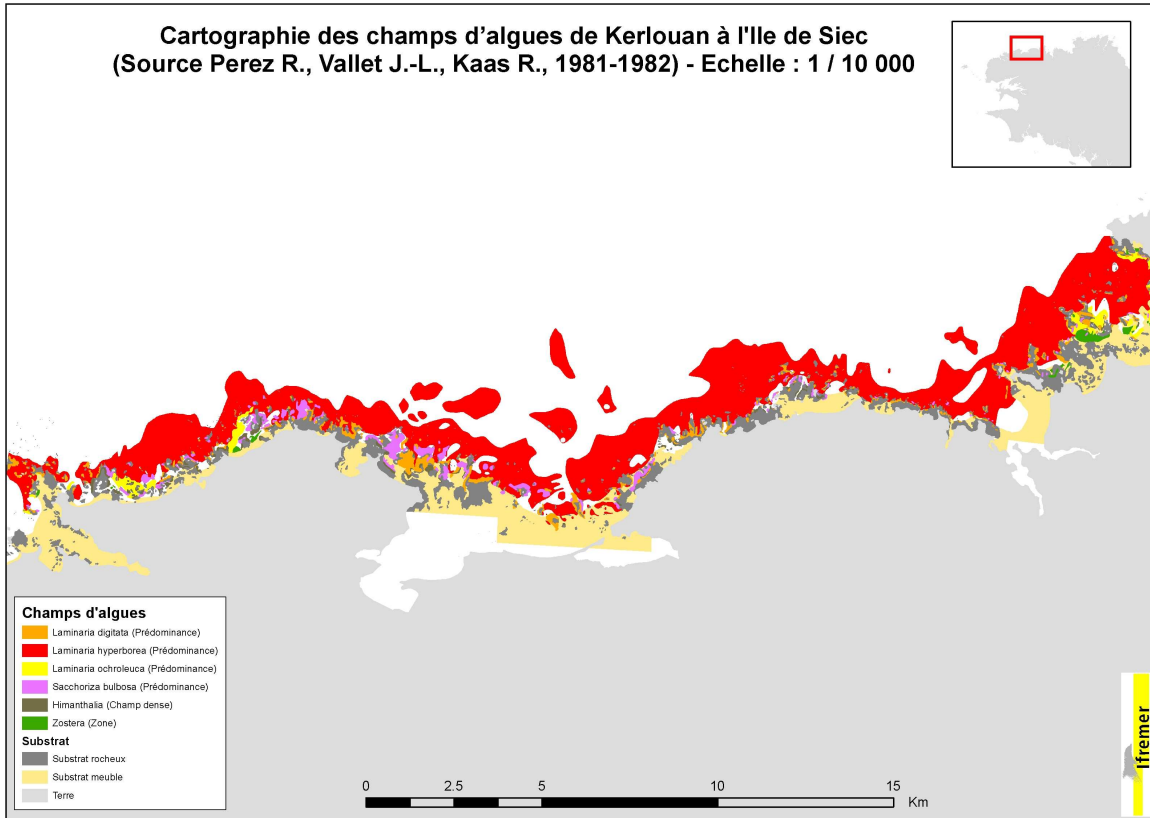 Cartographie des champs d'algues de Kerlouan à l'Ile de Siec
(Source Perez R., Vallet J.-L., Kaas R., 1981-1982) - Echelle : 1 / 10 000
Champs d'algues
Laminaria digitata (Prédominance)
Laminaria hyperborea (Prédominance)
Laminaria ochroleuca (Prédominance)
Sacchoriza bulbosa (Prédominance)
Himanthalia (Champ dense)
Zostera (Zone)
Substrat
Substrat rocheux
Substrat meuble
Terre
0 2.5 5 10 15
Km
Ifremer